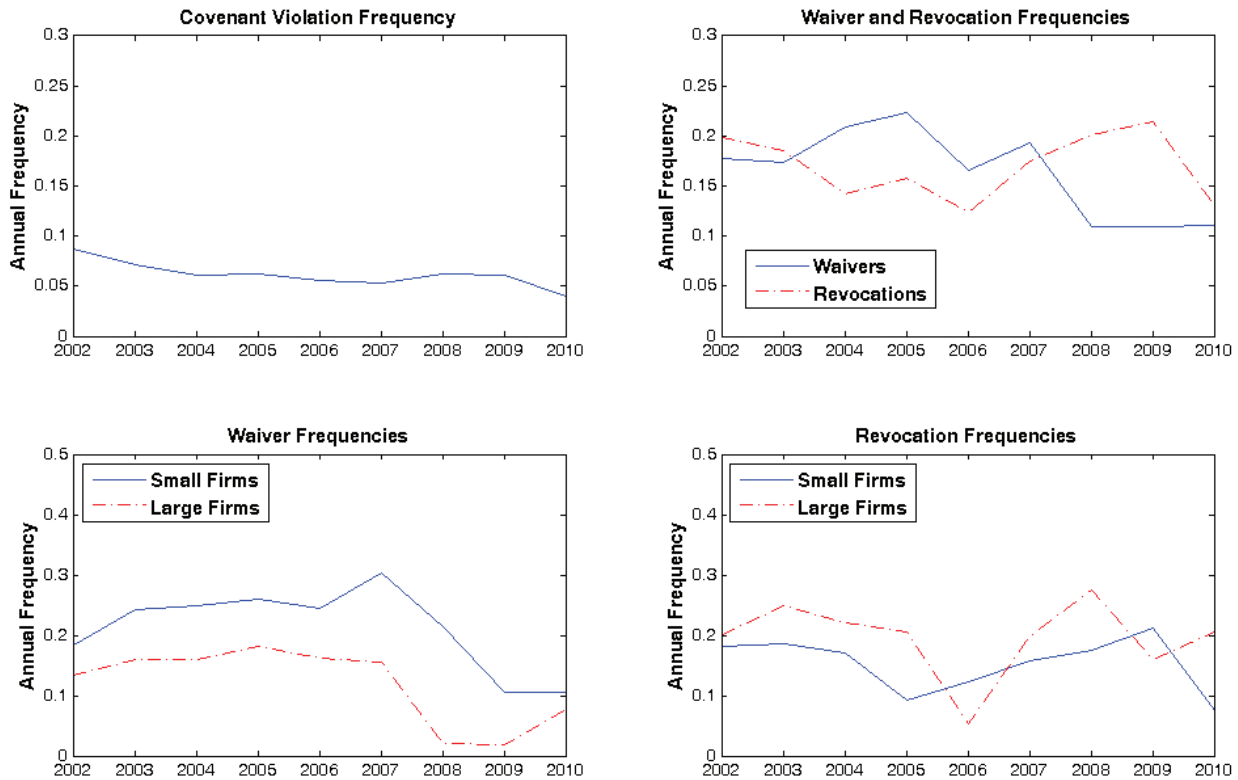 Covenant Violation Frequency
Annual Frequency
0.3
0.25
0.2
0.15
0.1
0.05
0
2002 2003 2004 2005 2006 2007 2008 2009 2010
Waiver and Revocation Frequencies
Annual Frequency
0.3
0.25
0.2
0.15
0.1
0.05
0
Waivers
Revocations
2002 2003 2004 2005 2006 2007 2008 2009 2010
Waiver Frequencies
Annual Frequency
0.5
0.4
0.3
0.2
0.1
0
Small Firms
Large Firms
2002 2003 2004 2005 2006 2007 2008 2009 2010
Revocation Frequencies
Annual Frequency
0.5
0.4
0.3
0.2
0.1
0
Small Firms
Large Firms
2002 2003 2004 2005 2006 2007 2008 2009 2010